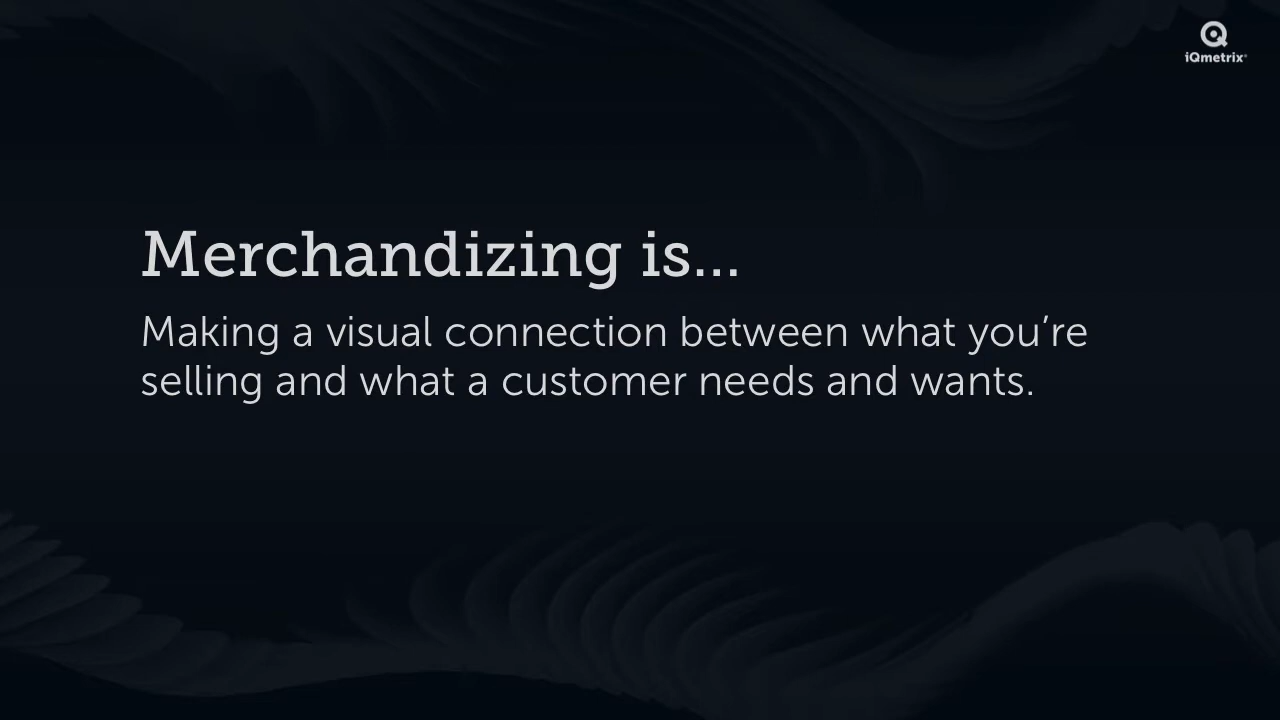 iQmetrix
Merchandizing is...
Making a visual connection between what you’re
selling and what a customer needs and wants.